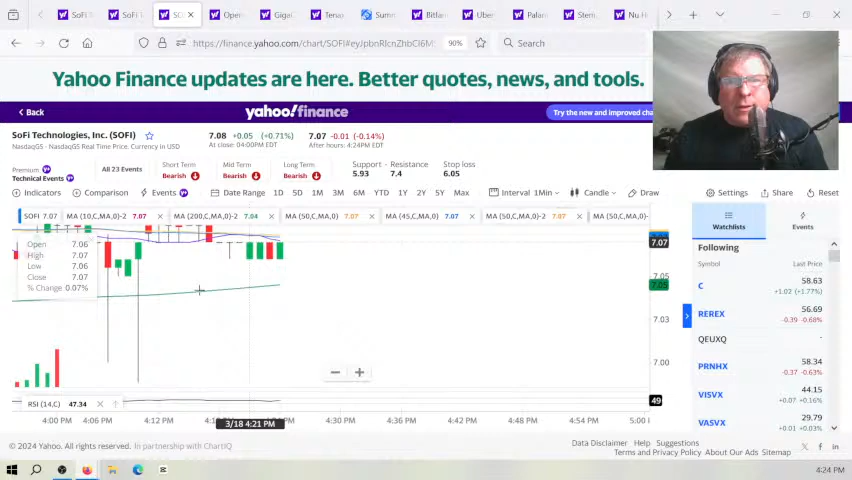 SoFi T
SoFi T
SO
Open
GigaC
Tenap
Summ
Bitfar
Uber
Palan
Stem
Nu H
https://finance.yahoo.com/chart/SOFI#eyJpbnRlcnZhbCI6M
90%
Search
Yahoo Finance updates are here. Better quotes, news, and tools.
Back
yahoo!finance
Try the new and improved cha
SoFi Technologies, Inc. (SOFI)
NasdaqGS - NasdaqGS Real Time Price. Currency in USD
7.08 +0.05 (+0.71%)
At close: 04:00PM EDT
7.07 -0.01 (-0.14%)
After hours: 4:24PM EDT
Premium
Technical Events
All 23 Events
Short Term
Bearish
Mid Term
Bearish
Long Term
Bearish
Support - Resistance
5.93 7.4
Stop loss
6.05
Indicators
Comparison
Events
Date Range
1D 5D 1M 3M 6M YTD 1Y 2Y 5Y Max
Interval 1Min
Candle
Draw
Settings
Share
Reset
SOFI 7.07
MA (10,C,MA,0)-2 7.07
MA (200,C,MA,0)-2 7.04
MA (50,C,MA,0) 7.07
MA (45,C,MA,0) 7.07
MA (50,C,MA,0)-2 7.07
MA (50,C,MA,0)-
Open 7.06
High 7.07
Low 7.06
Close 7.07
% Change 0.07%
7.07
7.05
7.05
7.03
7.00
RSI (14,C) 47.34
49
4:00 PM 4:06 PM 4:12 PM 4:30 PM 4:36 PM 4:42 PM 4:48 PM 4:54 PM 5:00
3/18 4:21 PM
Watchlists
Events
Following
Symbol Last Price
C 58.63
+1.02 (+1.77%)
REREX 56.69
-0.39 -0.68%
QEUXQ -
PRNHX 58.34
-0.37 -0.63%
VISVX 44.15
+0.07 +0.16%
VASVX 29.79
+0.01 +0.03%
© 2024 Yahoo. All rights reserved. In partnership with ChartIQ
Data Disclaimer Help Suggestions
Terms and Privacy Policy About Our Ads Sitemap
4:24 PM